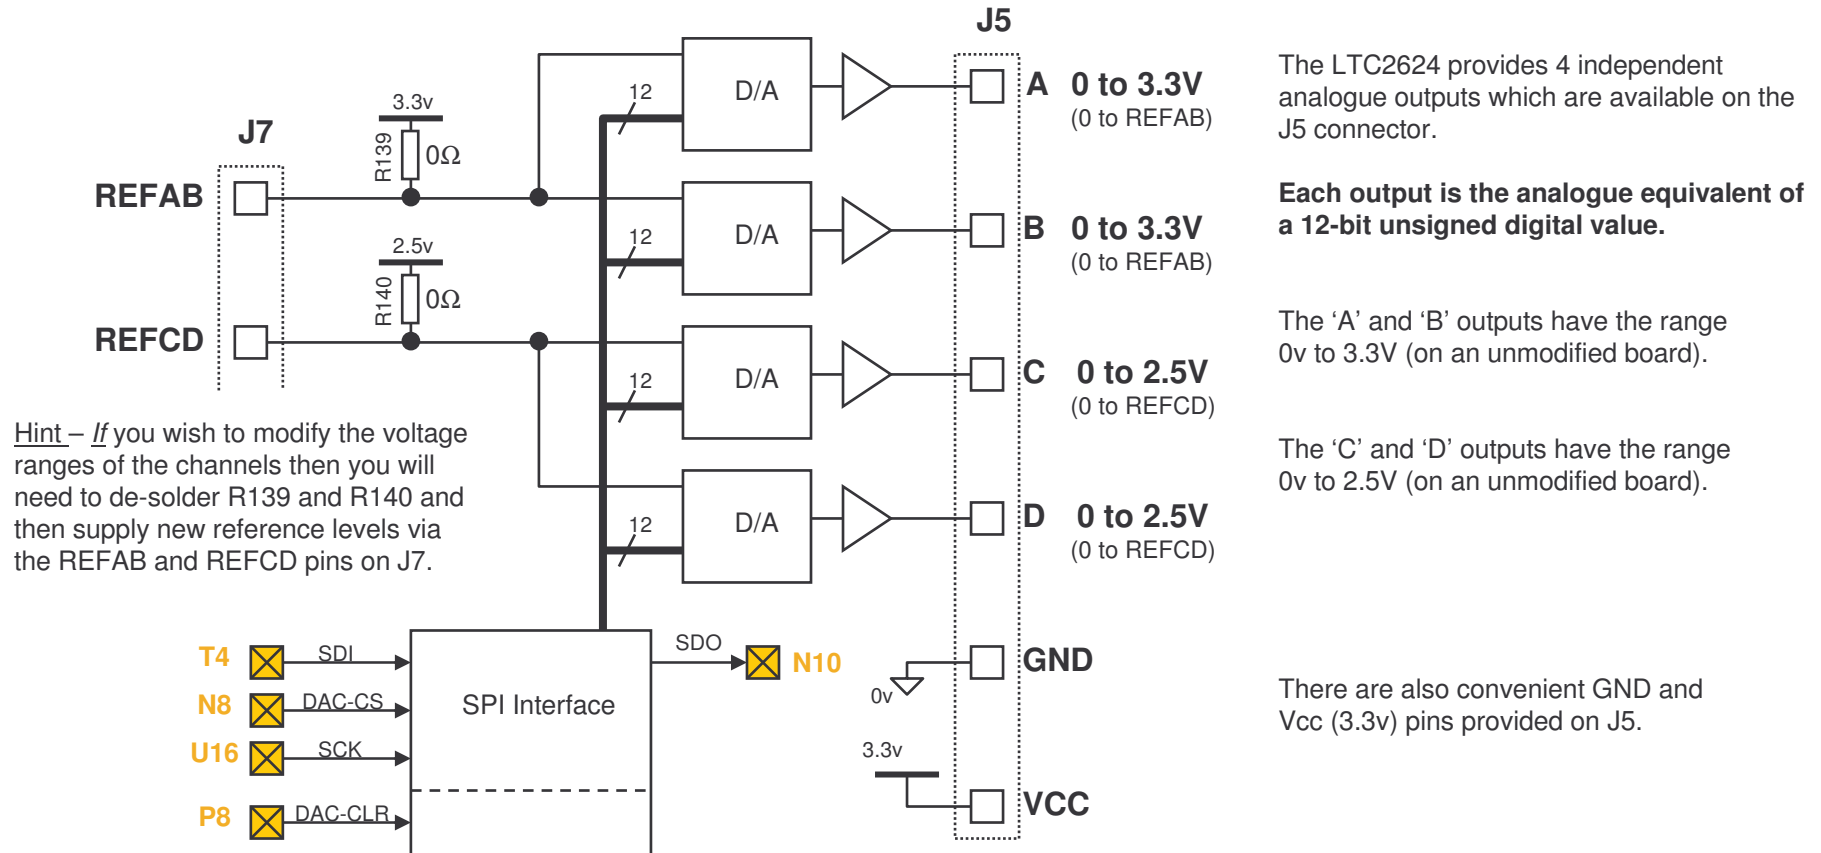 J5
J7
3.3v
R139
0Ω
REFAB
2.5v
R140
0Ω
REFCD
12
D/A
A 0 to 3.3V
(0 to REFAB)
12
D/A
B 0 to 3.3V
(0 to REFAB)
12
D/A
C 0 to 2.5V
(0 to REFCD)
12
D/A
D 0 to 2.5V
(0 to REFCD)
Hint – If you wish to modify the voltage
ranges of the channels then you will
need to de-solder R139 and R140 and
then supply new reference levels via
the REFAB and REFCD pins on J7.
T4 SDI
N8 DAC-CS
U16 SCK
P8 DAC-CLR
SPI Interface
SDO N10
0v
GND
3.3v
VCC
The LTC2624 provides 4 independent
analogue outputs which are available on the
J5 connector.
Each output is the analogue equivalent of
a 12-bit unsigned digital value.
The ‘A’ and ‘B’ outputs have the range
0v to 3.3V (on an unmodified board).
The ‘C’ and ‘D’ outputs have the range
0v to 2.5V (on an unmodified board).
There are also convenient GND and
Vcc (3.3v) pins provided on J5.